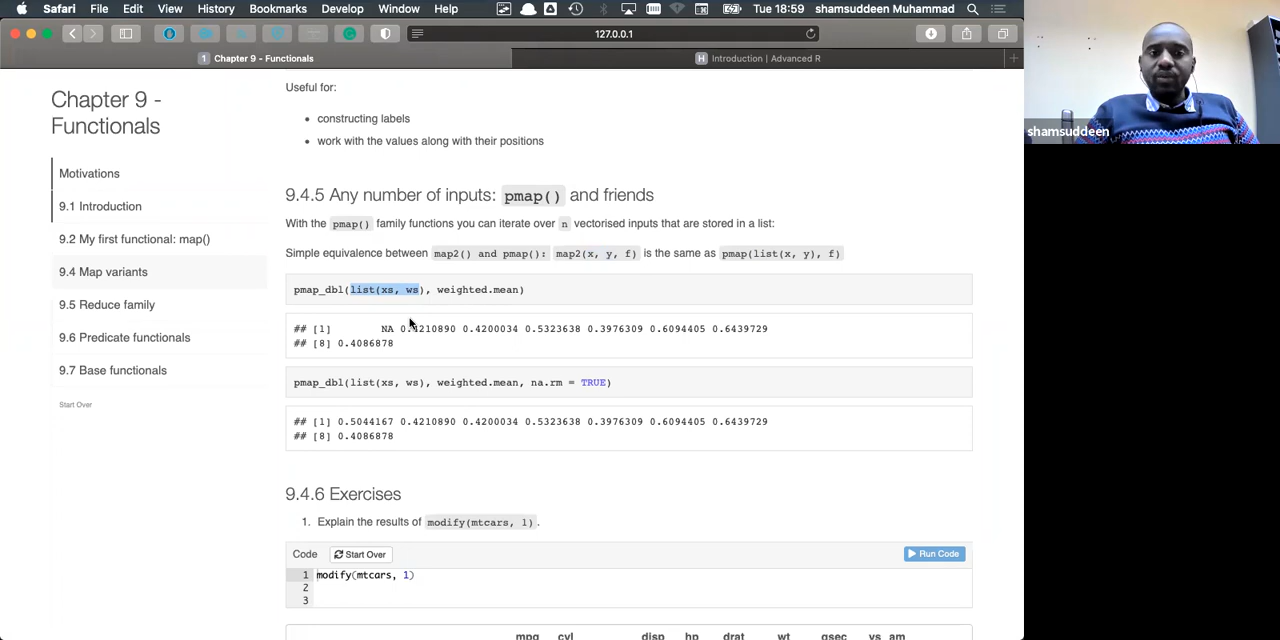 Safari File Edit View History Bookmarks Develop Window Help Tue 18:59 shamsuddeen Muhammad
127.0.0.1
1 Chapter 9 - Functionals
H Introduction | Advanced R
shamsuddeen
Chapter 9 -
Functionals
Motivations
9.1 Introduction
9.2 My first functional: map()
9.4 Map variants
9.5 Reduce family
9.6 Predicate functionals
9.7 Base functionals
Start Over
Useful for:
• constructing labels
• work with the values along with their positions
9.4.5 Any number of inputs: pmap() and friends
With the pmap() family functions you can iterate over n vectorised inputs that are stored in a list:
Simple equivalence between map2() and pmap(): map2(x, y, f) is the same as pmap(list(x, y), f)
pmap_dbl(list(xs, ws), weighted.mean)
## [1] NA 0.4210890 0.4200034 0.5323638 0.3976309 0.6094405 0.6439729
## [8] 0.4086878
pmap_dbl(list(xs, ws), weighted.mean, na.rm = TRUE)
## [1] 0.5044167 0.4210890 0.4200034 0.5323638 0.3976309 0.6094405 0.6439729
## [8] 0.4086878
9.4.6 Exercises
1. Explain the results of modify(mtcars, 1).
Code Start Over Run Code
1 modify(mtcars, 1)
2
3
mpg cyl disp hp drat wt qsec vs am